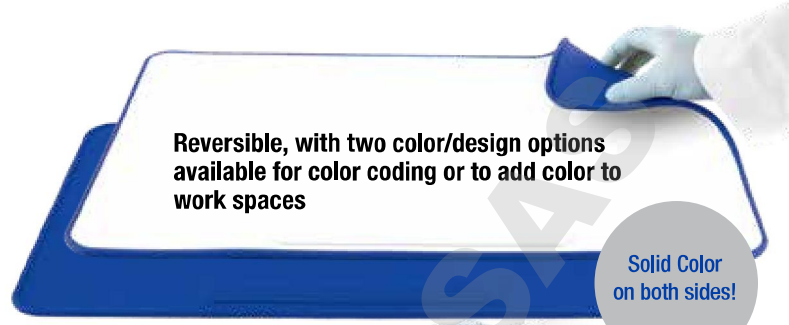 Reversible, with two color/design options
available for color coding or to add color to
work spaces
Solid Color
on both sides!